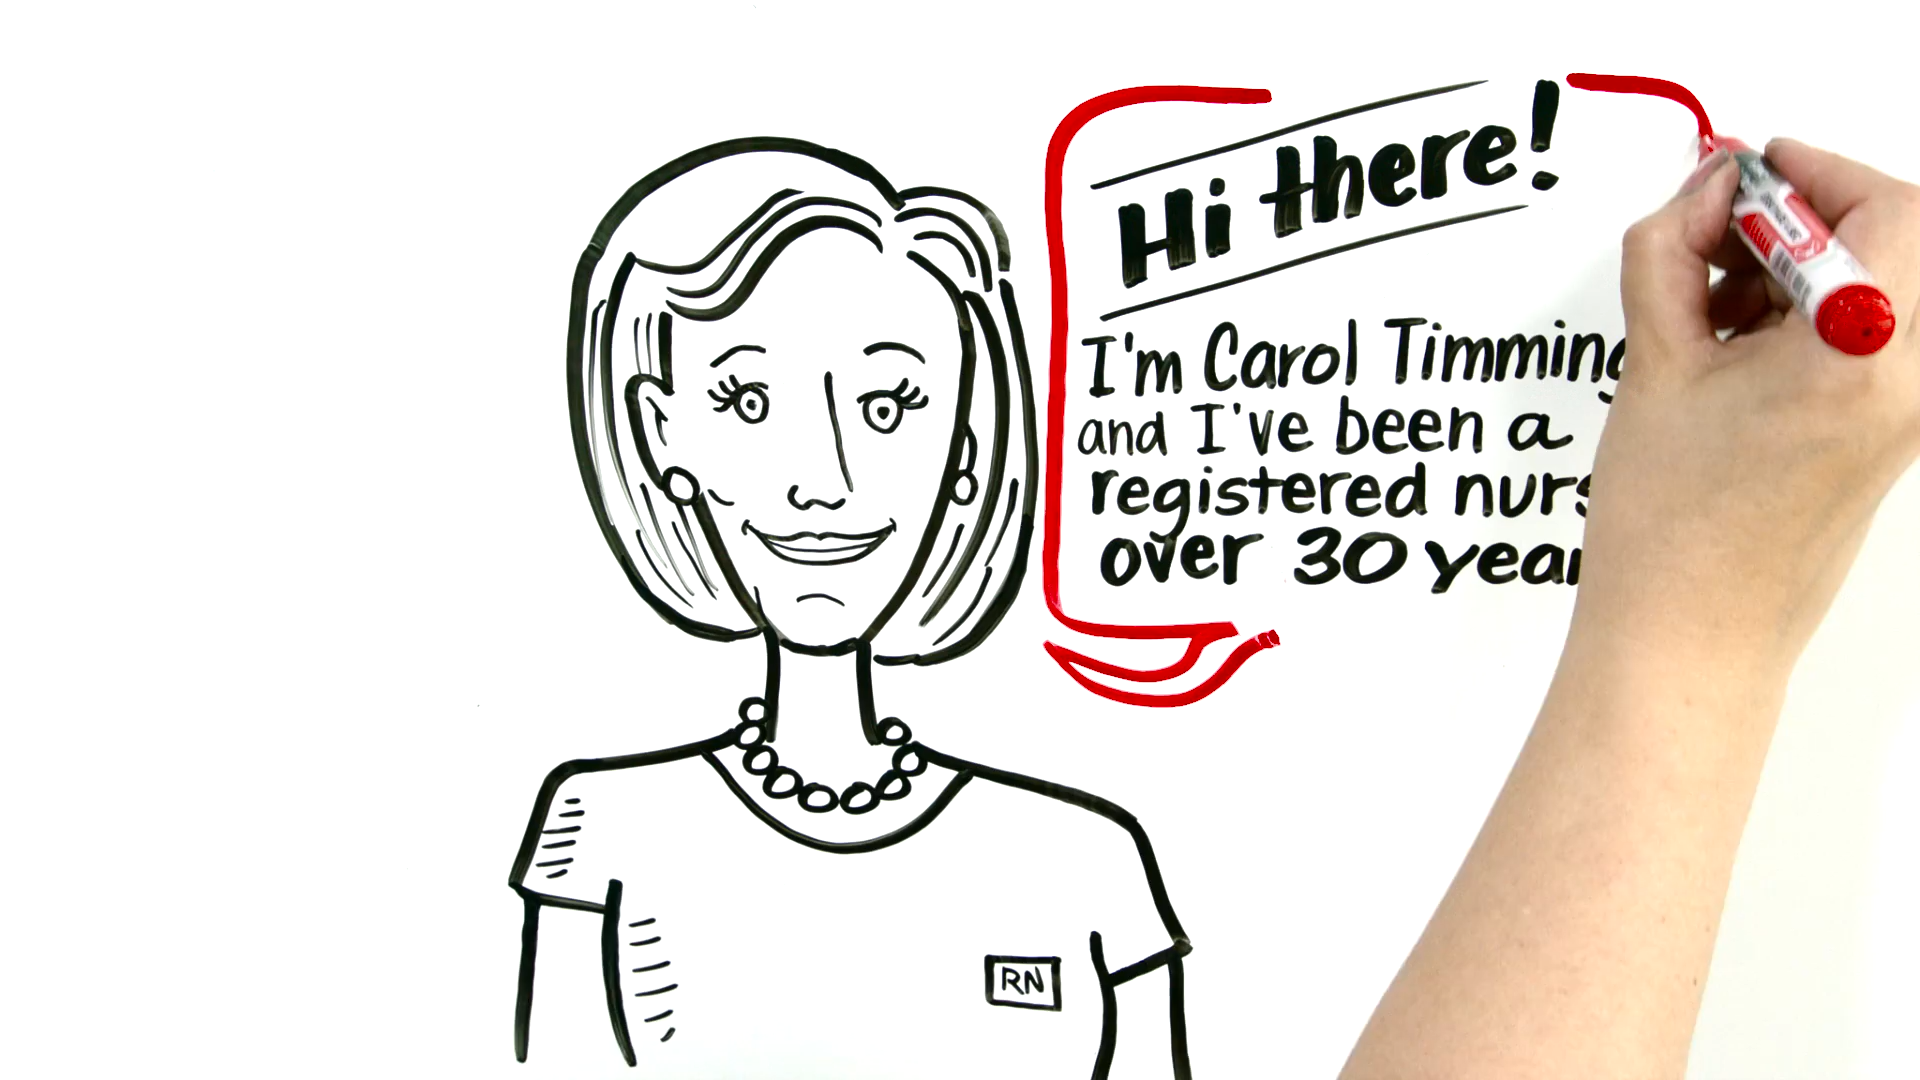 Hi there!
I'm Carol Timming
and I've been a
registered nurs
over 30 year
RN